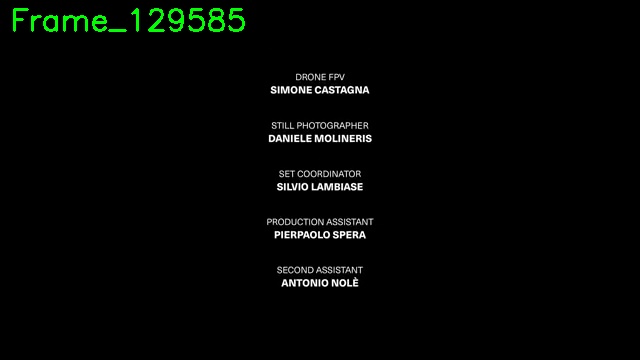 Frame_129585
DRONE FPV
SIMONE CASTAGNA
STILL PHOTOGRAPHER
DANIELE MOLINERIS
SET COORDINATOR
SILVIO LAMBIASE
PRODUCTION ASSISTANT
PIERPAOLO SPERA
SECOND ASSISTANT
ANTONIO NOLÈ